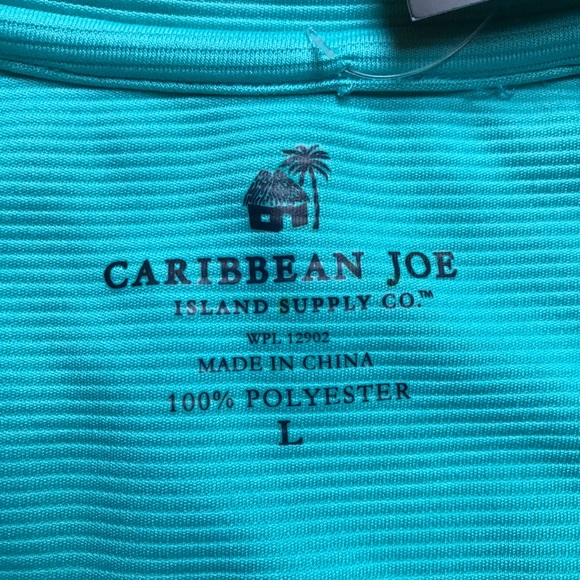 CARIBBEAN JOE
ISLAND SUPPLY CO.™
WPL 12902
MADE IN CHINA
100% POLYESTER
L